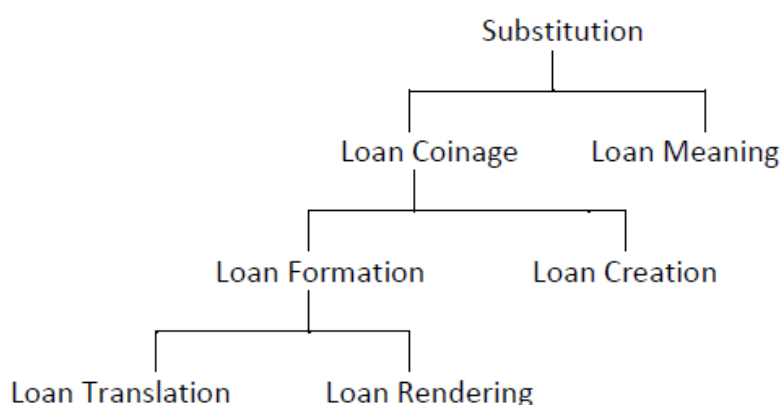 Substitution
Loan Coinage Loan Meaning
Loan Formation Loan Creation
Loan Translation Loan Rendering